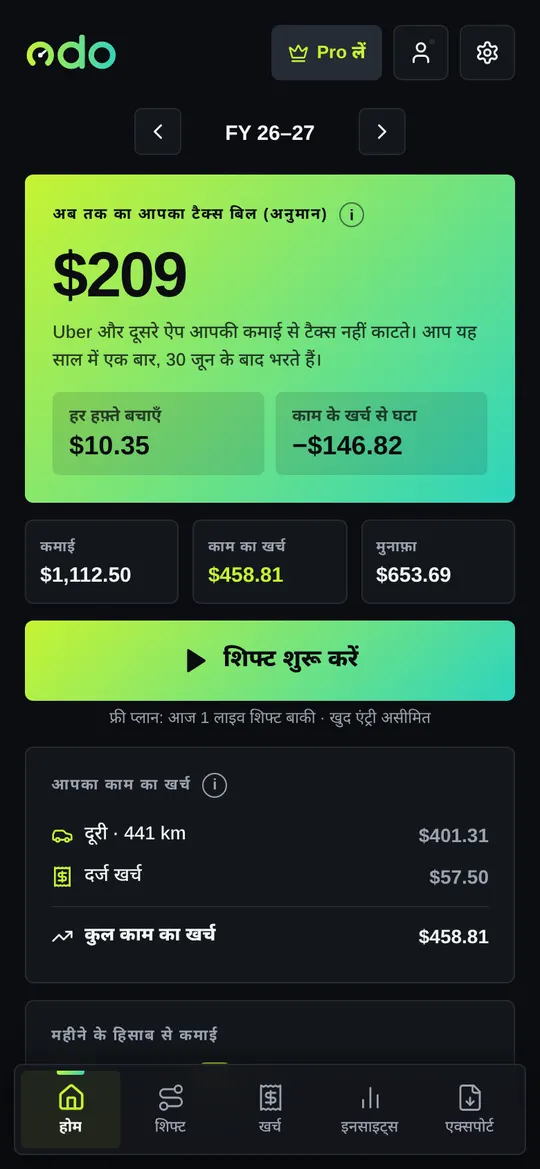 odo
Pro लें
FY 26–27
अब तक का आपका टैक्स बिल (अनुमान) i
$209
Uber और दूसरे ऐप आपकी कमाई से टैक्स नहीं काटते। आप यह
साल में एक बार, 30 जून के बाद भरते हैं।
हर हफ़्ते बचाएँ
$10.35
काम के खर्च से घटा
−$146.82
कमाई
$1,112.50
काम का खर्च
$458.81
मुनाफ़ा
$653.69
शिफ्ट शुरू करें
फ्री प्लान: आज 1 लाइव शिफ्ट बाकी · खुद एंट्री असीमित
आपका काम का खर्च i
दूरी · 441 km $401.31
दर्ज खर्च $57.50
कुल काम का खर्च $458.81
महीने के हिसाब से कमाई
होम
शिफ्ट
खर्च
इनसाइट्स
एक्सपोर्ट